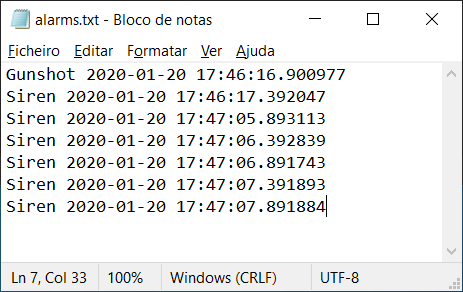 alarms.txt - Bloco de notas
Ficheiro Editar Formatar Ver Ajuda
Gunshot 2020-01-20 17:46:16.900977
Siren 2020-01-20 17:46:17.392047
Siren 2020-01-20 17:47:05.893113
Siren 2020-01-20 17:47:06.392839
Siren 2020-01-20 17:47:06.891743
Siren 2020-01-20 17:47:07.391893
Siren 2020-01-20 17:47:07.891884
Ln 7, Col 33 100% Windows (CRLF) UTF-8